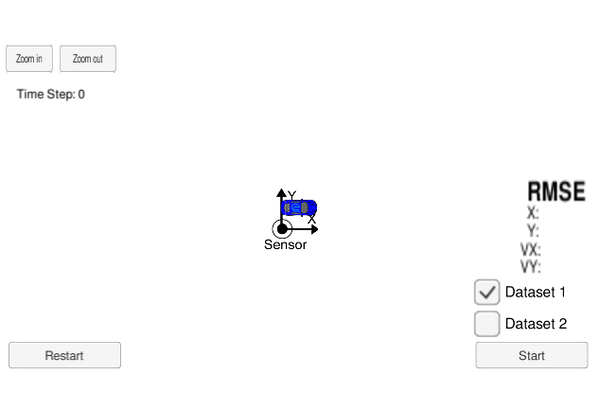 Zoom in
Zoom out
Time Step: 0
Y
X
Sensor
RMSE
X:
Y:
VX:
VY:
Dataset 1
Dataset 2
Restart
Start